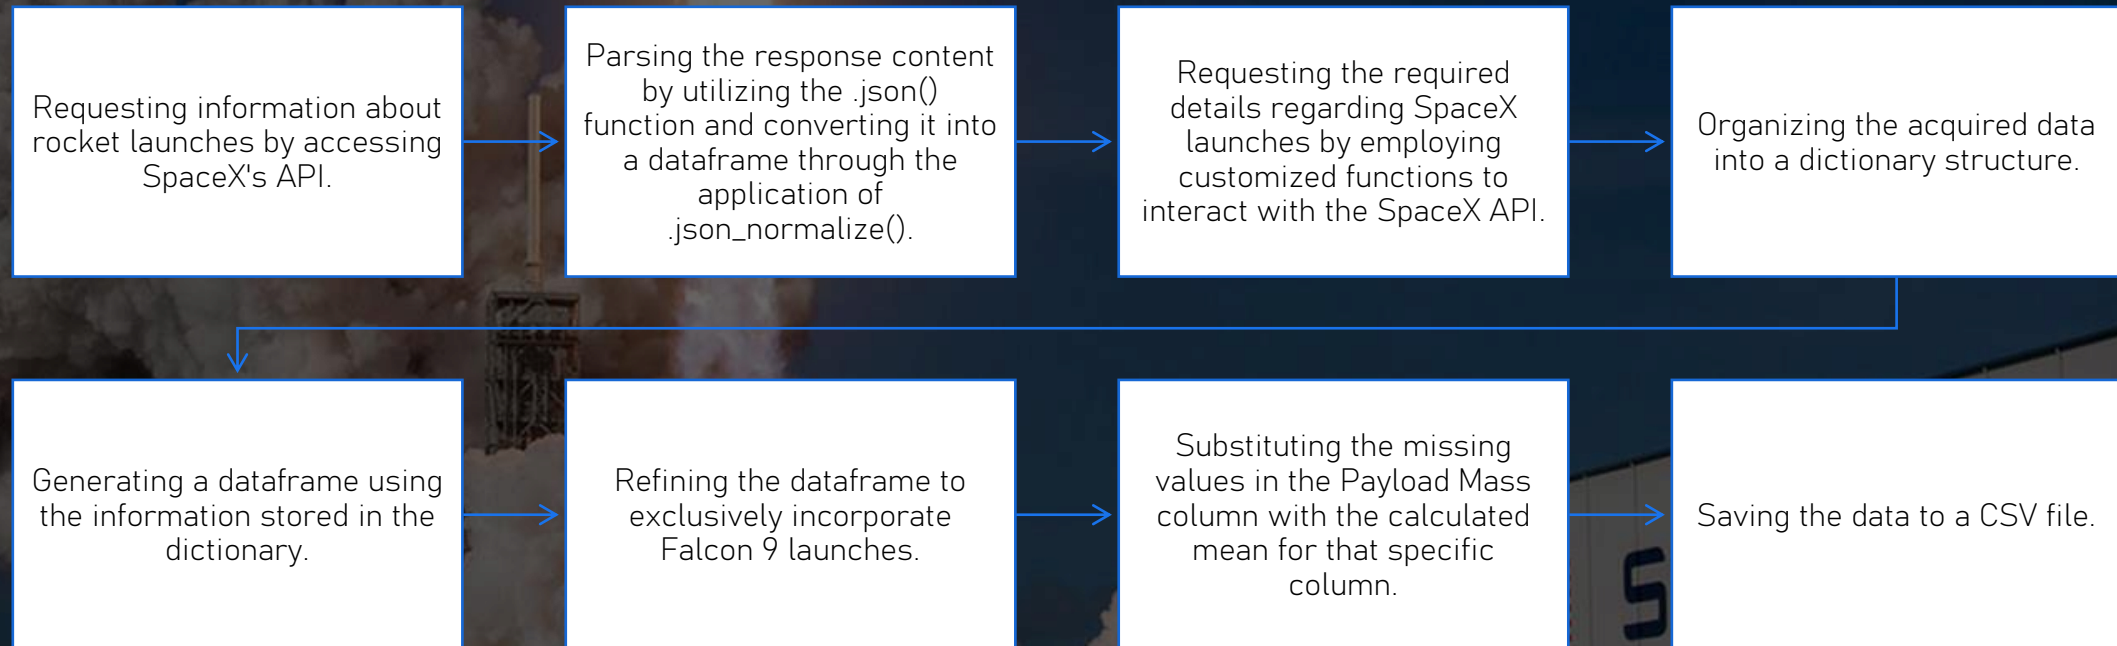 Requesting information about
rocket launches by accessing
SpaceX's API.
Parsing the response content
by utilizing the .json()
function and converting it into
a dataframe through the
application of
.json_normalize().
Requesting the required
details regarding SpaceX
launches by employing
customized functions to
interact with the SpaceX API.
Organizing the acquired data
into a dictionary structure.
Generating a dataframe using
the information stored in the
dictionary.
Refining the dataframe to
exclusively incorporate
Falcon 9 launches.
Substituting the missing
values in the Payload Mass
column with the calculated
mean for that specific
column.
Saving the data to a CSV file.
S